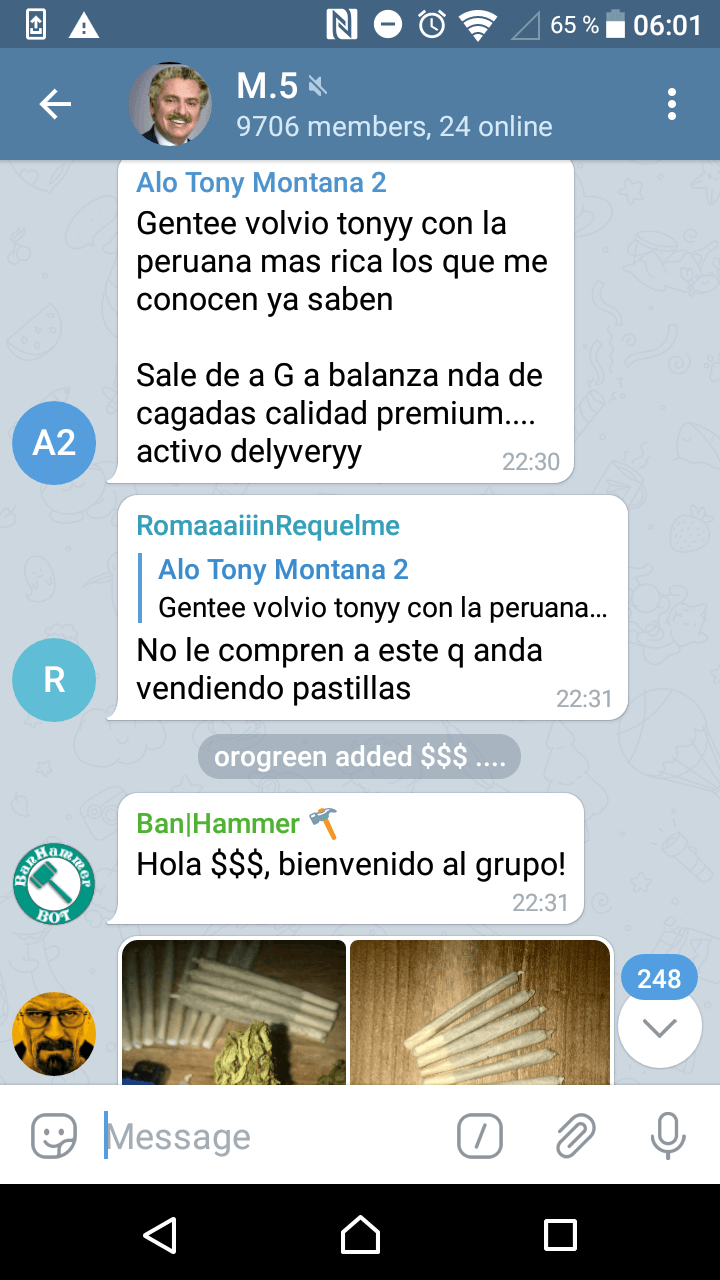 65 % 06:01
M.5
9706 members, 24 online
Alo Tony Montana 2
Gentee volvio tonyy con la
peruana mas rica los que me
conocen ya saben
Sale de a G a balanza nda de
cagadas calidad premium....
activo delyveryy
22:30
A2
RomaaaiiinRequelme
Alo Tony Montana 2
Gentee volvio tonyy con la peruana...
No le compren a este q anda
vendiendo pastillas
22:31
R
orogreen added $$$ ....
Ban|Hammer
Hola $$$, bienvenido al grupo!
22:31
BanHammer
BOT
248
Message